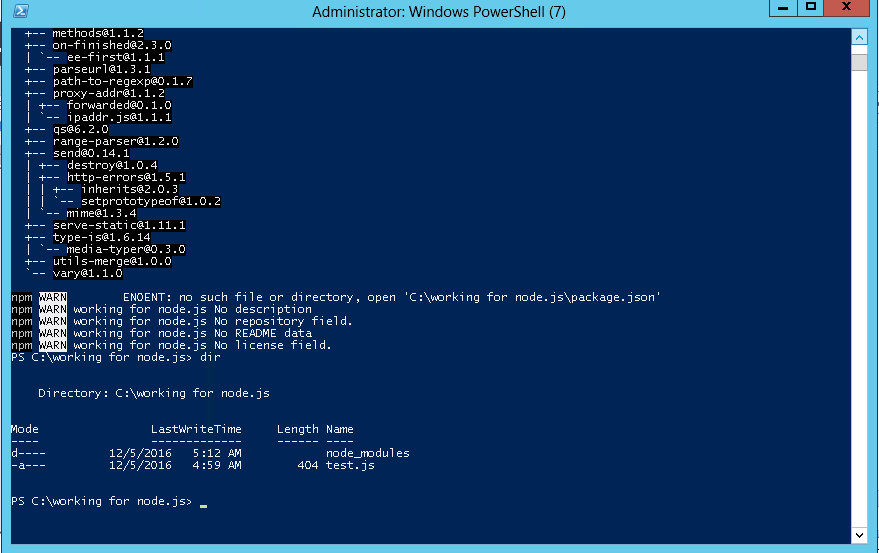 Administrator: Windows PowerShell (7)
+-- methods@1.1.2
+-- on-finished@2.3.0
| `-- ee-first@1.1.1
+-- parseurl@1.3.1
+-- path-to-regexp@0.1.7
+-- proxy-addr@1.1.2
| +-- forwarded@0.1.0
| `-- ipaddr.js@1.1.1
+-- qs@6.2.0
+-- range-parser@1.2.0
+-- send@0.14.1
| +-- destroy@1.0.4
| +-- http-errors@1.5.1
| | +-- inherits@2.0.3
| | `-- setprototypeof@1.0.2
| `-- mime@1.3.4
+-- serve-static@1.11.1
+-- type-is@1.6.14
| `-- media-typer@0.3.0
+-- utils-merge@1.0.0
`-- vary@1.1.0
npm WARN ENOENT: no such file or directory, open 'C:\working for node.js\package.json'
npm WARN working for node.js No description
npm WARN working for node.js No repository field.
npm WARN working for node.js No README data
npm WARN working for node.js No license field.
PS C:\working for node.js> dir
Directory: C:\working for node.js
Mode LastWriteTime Length Name
---- ------------- ------ ----
d---- 12/5/2016 5:12 AM node_modules
-a--- 12/5/2016 4:59 AM 404 test.js
PS C:\working for node.js> _